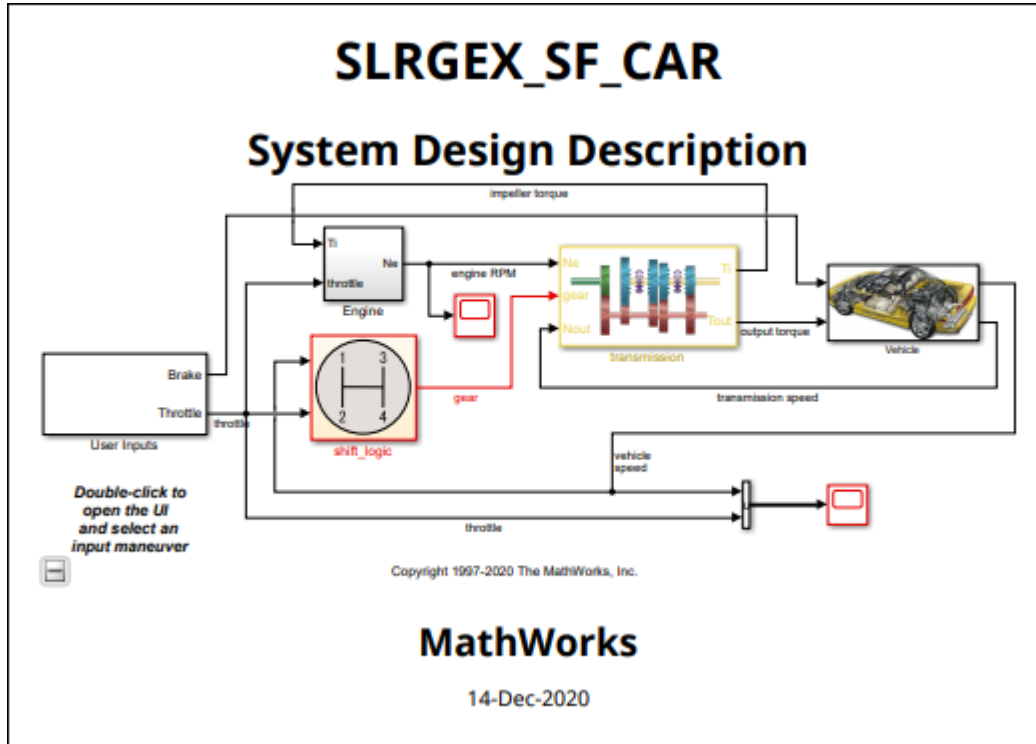 SLRGEX_SF_CAR
System Design Description
impeller torque
Ti
throttle
Ne
Engine
engine RPM
Ne
gear
Nout
Ti
Tout
transmission
output torque
Vehicle
Brake
Throttle
User Inputs
throttle
1 3
2 4
shift_logic
gear
transmission speed
vehicle
speed
throttle
Double-click to
open the UI
and select an
input maneuver
Copyright 1997-2020 The MathWorks, Inc.
MathWorks
14-Dec-2020